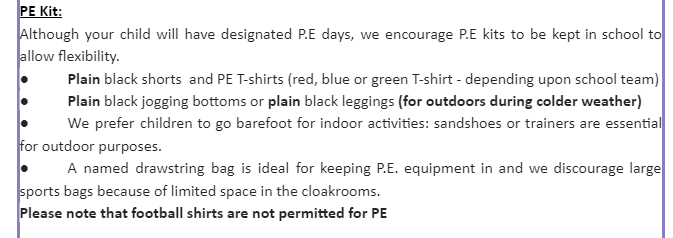 PE Kit:
Although your child will have designated P.E days, we encourage P.E kits to be kept in school to
allow flexibility.
● Plain black shorts and PE T-shirts (red, blue or green T-shirt - depending upon school team)
● Plain black jogging bottoms or plain black leggings (for outdoors during colder weather)
● We prefer children to go barefoot for indoor activities: sandshoes or trainers are essential
for outdoor purposes.
● A named drawstring bag is ideal for keeping P.E. equipment in and we discourage large
sports bags because of limited space in the cloakrooms.
Please note that football shirts are not permitted for PE